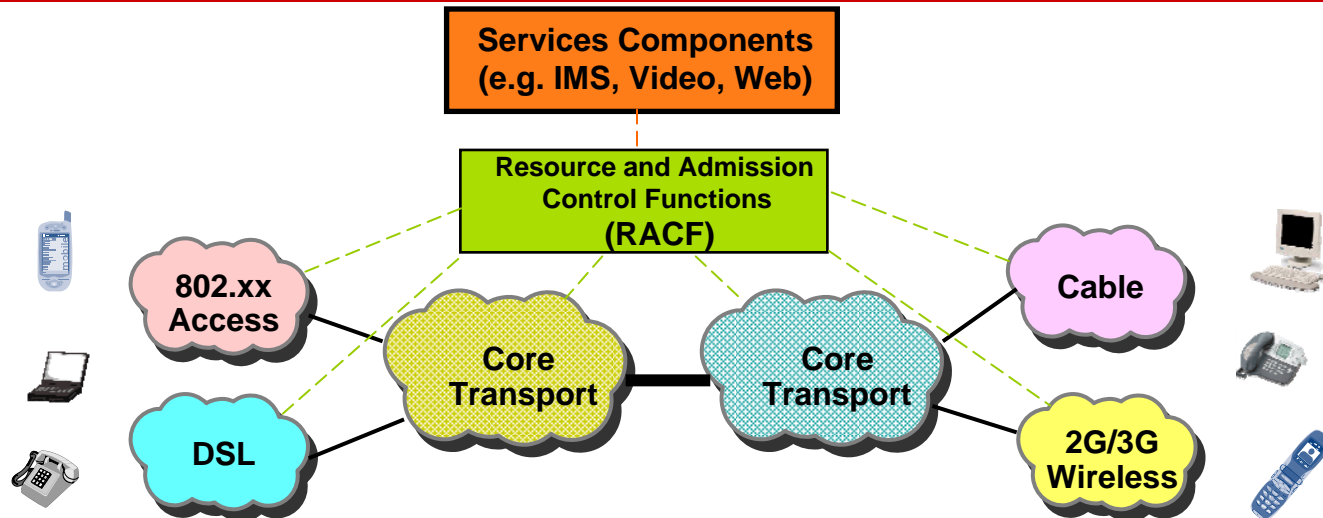 Services Components
(e.g. IMS, Video, Web)
Resource and Admission
Control Functions
(RACF)
802.xx
Access
Cable
Core
Transport
Core
Transport
DSL
2G/3G
Wireless
mobile